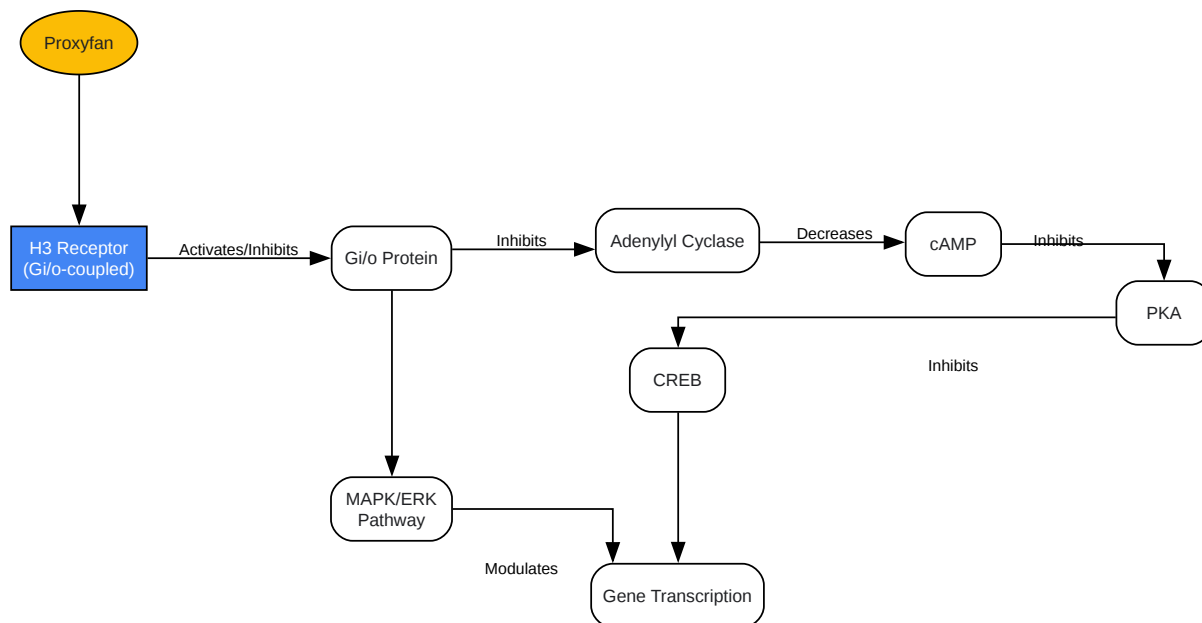 Proxyfan
H3 Receptor
(Gi/o-coupled)
Activates/Inhibits
Gi/o Protein
Inhibits
Adenylyl Cyclase
Decreases
cAMP
Inhibits
PKA
Inhibits
CREB
MAPK/ERK
Pathway
Modulates
Gene Transcription